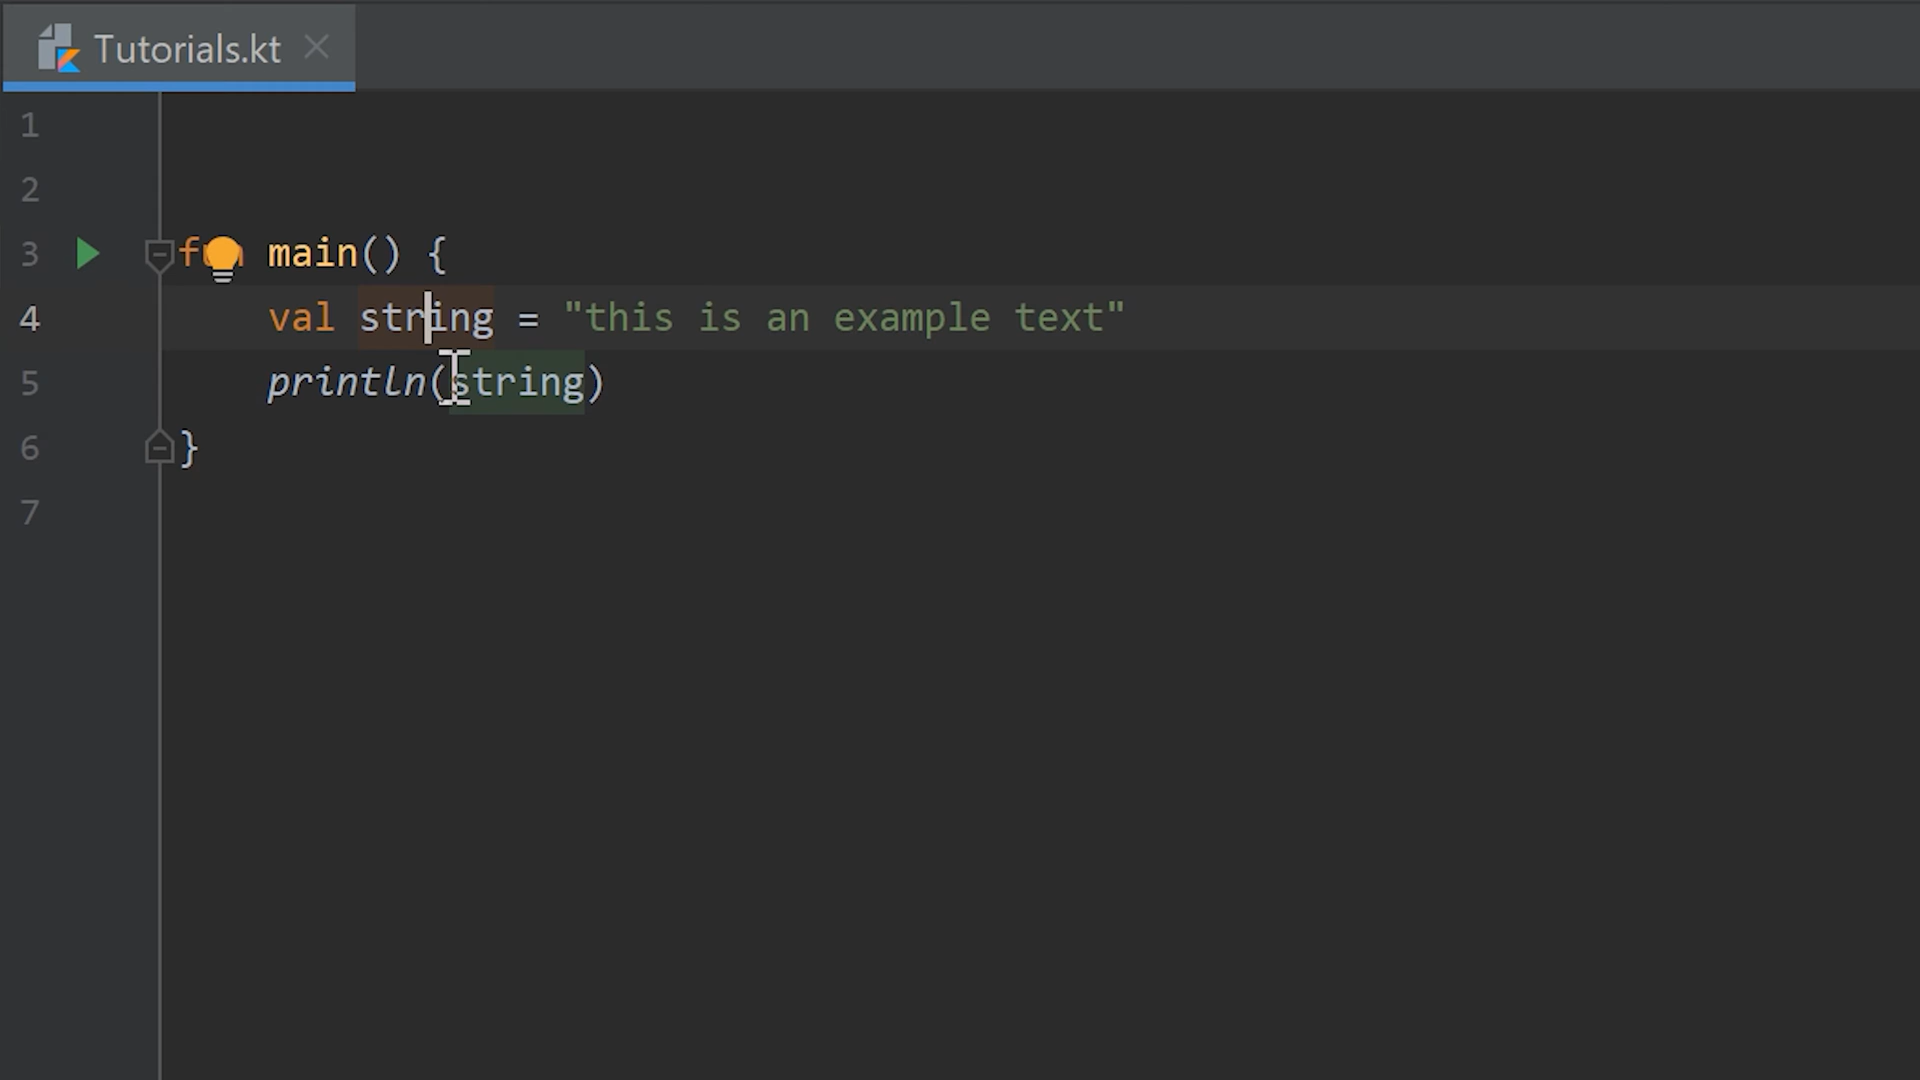 Tutorials.kt
1
2
3 fun main() {
4 val string = "this is an example text"
5 println(string)
6 }
7